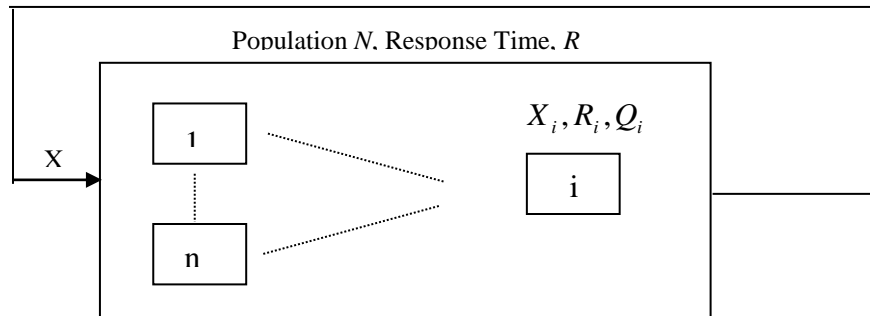 Population N, Response Time, R
X_i, R_i, Q_i
1
X
i
n